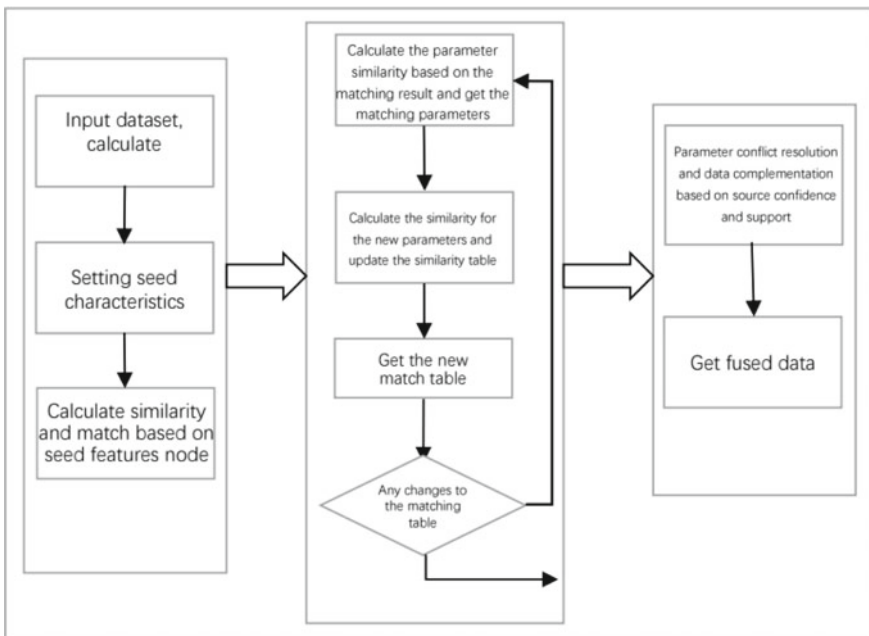 Input dataset,
calculate
Setting seed
characteristics
Calculate similarity
and match based on
seed features node
Calculate the parameter
similarity based on the
matching result and get the
matching parameters
Calculate the similarity for
the new parameters and
update the similarity table
Get the new
match table
Any changes to
the matching
table
Parameter conflict resolution
and data complementation
based on source confidence
and support
Get fused data